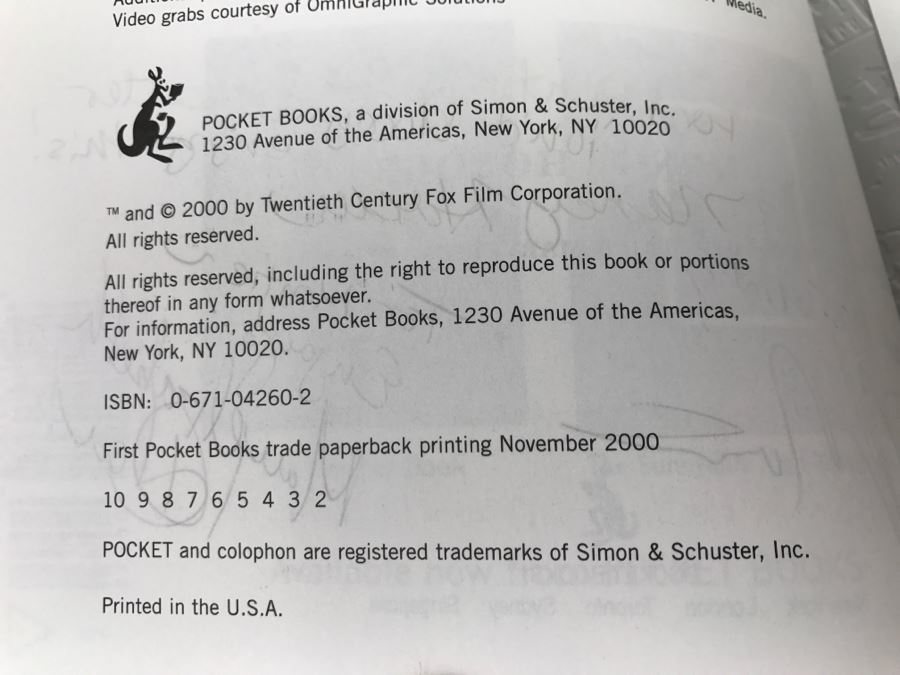 Video grabs courtesy of OmniGraphic Solutions
Media.
POCKET BOOKS, a division of Simon & Schuster, Inc.
1230 Avenue of the Americas, New York, NY 10020
™ and © 2000 by Twentieth Century Fox Film Corporation.
All rights reserved.
All rights reserved, including the right to reproduce this book or portions
thereof in any form whatsoever.
For information, address Pocket Books, 1230 Avenue of the Americas,
New York, NY 10020.
ISBN: 0-671-04260-2
First Pocket Books trade paperback printing November 2000
10 9 8 7 6 5 4 3 2
POCKET and colophon are registered trademarks of Simon & Schuster, Inc.
Printed in the U.S.A.